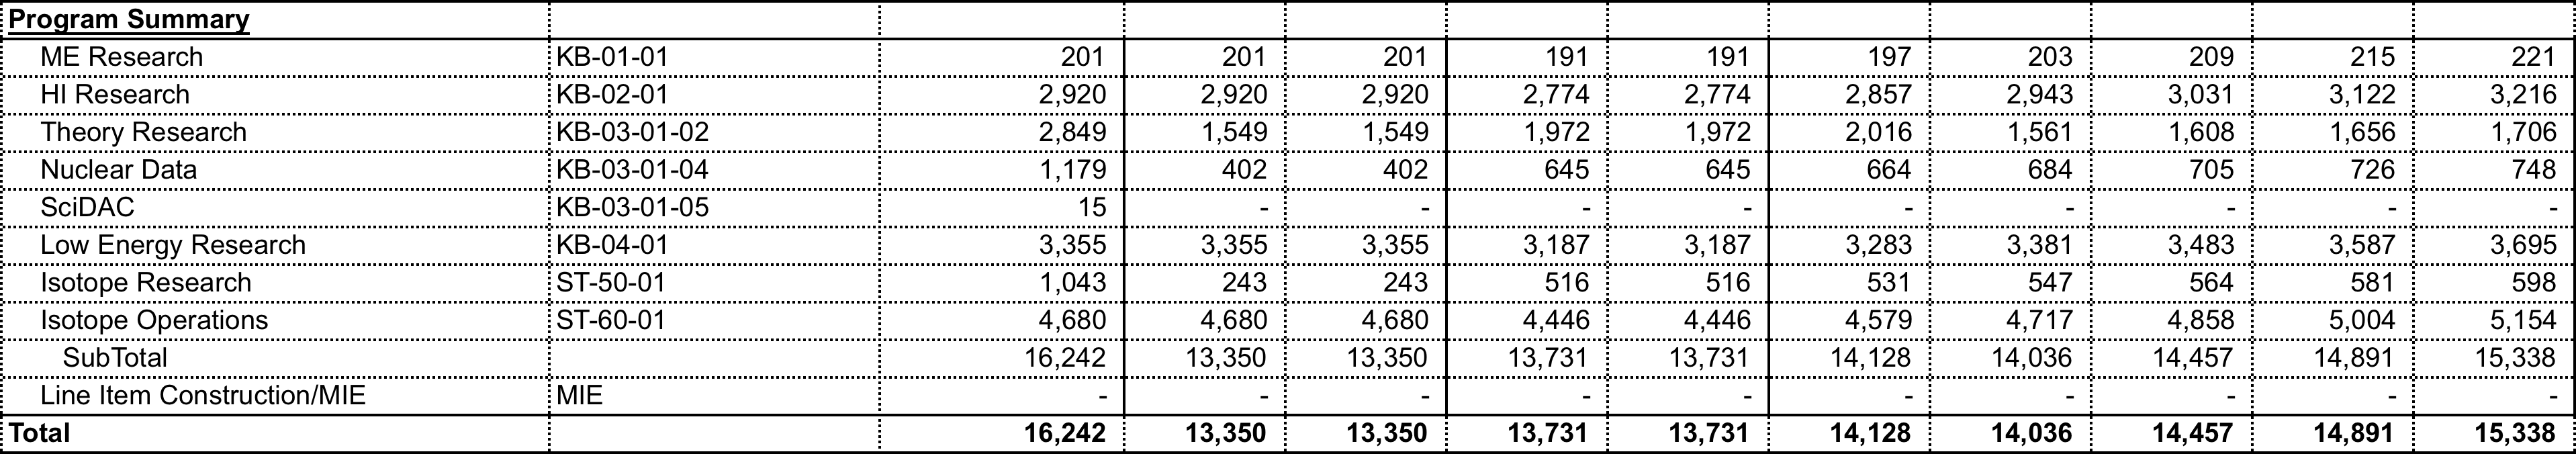 Program Summary
ME Research KB-01-01 201 201 201 191 191 197 203 209 215 221
HI Research KB-02-01 2,920 2,920 2,920 2,774 2,774 2,857 2,943 3,031 3,122 3,216
Theory Research KB-03-01-02 2,849 1,549 1,549 1,972 1,972 2,016 1,561 1,608 1,656 1,706
Nuclear Data KB-03-01-04 1,179 402 402 645 645 664 684 705 726 748
SciDAC KB-03-01-05 15 - - - - - - - - -
Low Energy Research KB-04-01 3,355 3,355 3,355 3,187 3,187 3,283 3,381 3,483 3,587 3,695
Isotope Research ST-50-01 1,043 243 243 516 516 531 547 564 581 598
Isotope Operations ST-60-01 4,680 4,680 4,680 4,446 4,446 4,579 4,717 4,858 5,004 5,154
SubTotal 16,242 13,350 13,350 13,731 13,731 14,128 14,036 14,457 14,891 15,338
Line Item Construction/MIE MIE - - - - - - - - - -
Total 16,242 13,350 13,350 13,731 13,731 14,128 14,036 14,457 14,891 15,338